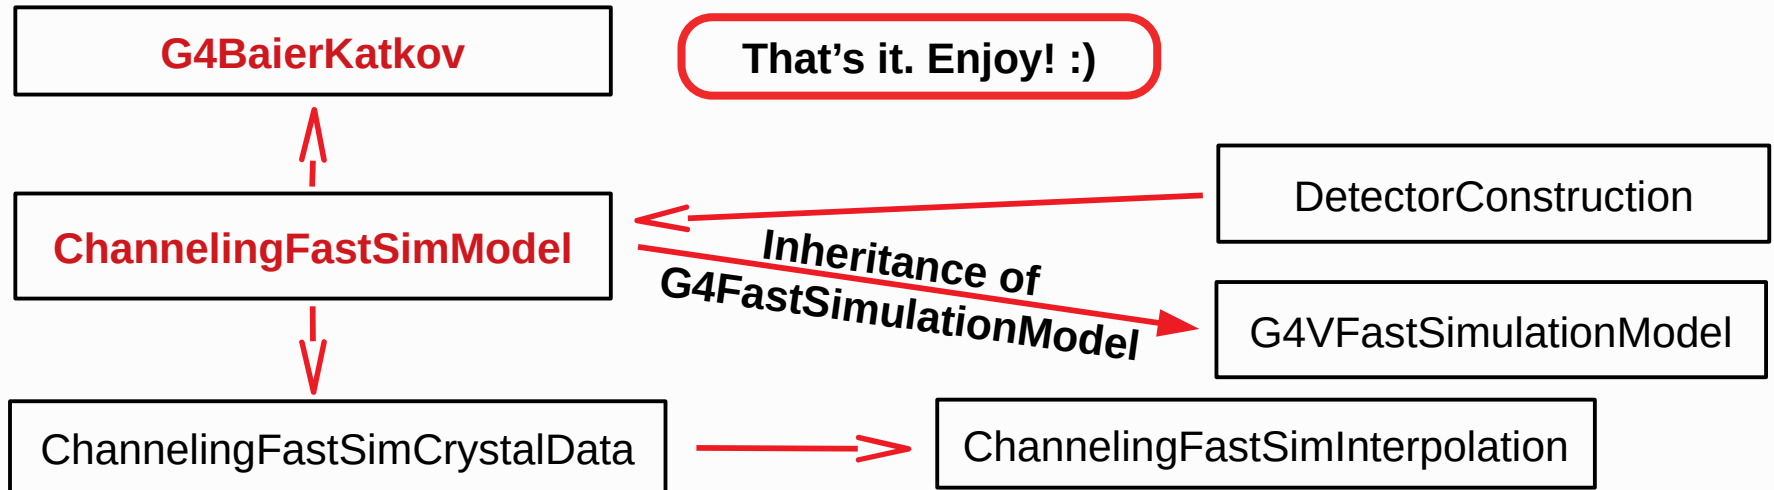 G4BaierKatkov
That’s it. Enjoy! :)
DetectorConstruction
ChannelingFastSimModel
Inheritance of
G4FastSimulationModel
G4VFastSimulationModel
ChannelingFastSimCrystalData
ChannelingFastSimInterpolation